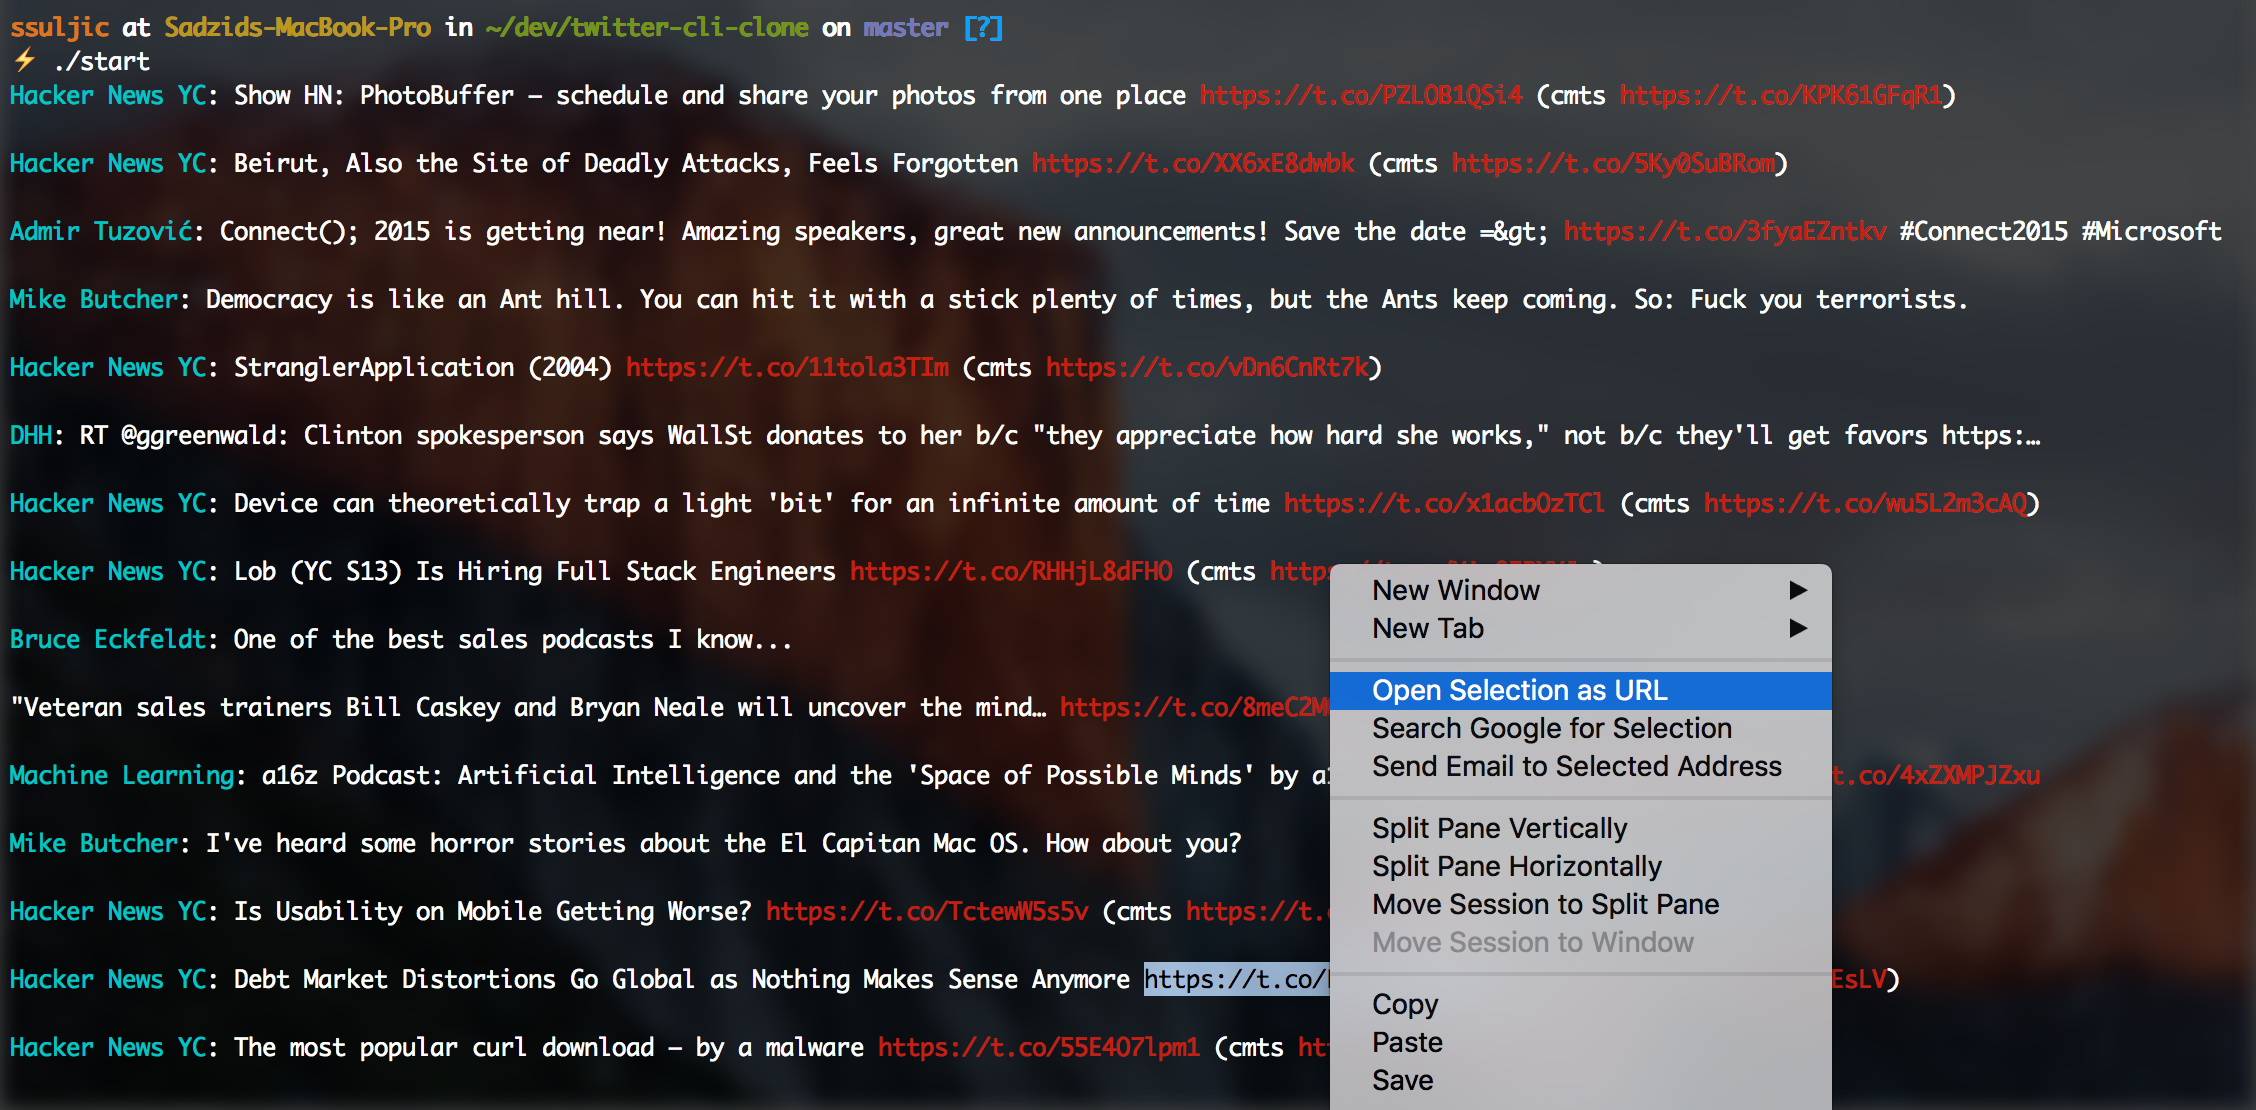 ssuljic at Sadzids-MacBook-Pro in ~/dev/twitter-cli-clone on master [?]
⚡ ./start
Hacker News YC: Show HN: PhotoBuffer – schedule and share your photos from one place https://t.co/PZLOB1QSi4 (cmts https://t.co/KPK61GFqR1)
Hacker News YC: Beirut, Also the Site of Deadly Attacks, Feels Forgotten https://t.co/XX6xE8dwbk (cmts https://t.co/5Ky0SuBRom)
Admir Tuzović: Connect(); 2015 is getting near! Amazing speakers, great new announcements! Save the date =&gt; https://t.co/3fyaEZntkv #Connect2015 #Microsoft
Mike Butcher: Democracy is like an Ant hill. You can hit it with a stick plenty of times, but the Ants keep coming. So: Fuck you terrorists.
Hacker News YC: StranglerApplication (2004) https://t.co/11tola3TIm (cmts https://t.co/vDn6CnRt7k)
DHH: RT @ggreenwald: Clinton spokesperson says WallSt donates to her b/c "they appreciate how hard she works," not b/c they'll get favors https:…
Hacker News YC: Device can theoretically trap a light 'bit' for an infinite amount of time https://t.co/x1acbOzTCl (cmts https://t.co/wu5L2m3cAQ)
Hacker News YC: Lob (YC S13) Is Hiring Full Stack Engineers https://t.co/RHHjL8dFHO (cmts https
Bruce Eckfeldt: One of the best sales podcasts I know...
"Veteran sales trainers Bill Caskey and Bryan Neale will uncover the mind… https://t.co/8meC2M
Machine Learning: a16z Podcast: Artificial Intelligence and the 'Space of Possible Minds' by a1 t.co/4xZXMPJZxu
Mike Butcher: I've heard some horror stories about the El Capitan Mac OS. How about you?
Hacker News YC: Is Usability on Mobile Getting Worse? https://t.co/TctewW5s5v (cmts https://t.
Hacker News YC: Debt Market Distortions Go Global as Nothing Makes Sense Anymore https://t.co/ EsLV)
Hacker News YC: The most popular curl download – by a malware https://t.co/55E4O7lpm1 (cmts ht
New Window
New Tab
Open Selection as URL
Search Google for Selection
Send Email to Selected Address
Split Pane Vertically
Split Pane Horizontally
Move Session to Split Pane
Move Session to Window
Copy
Paste
Save